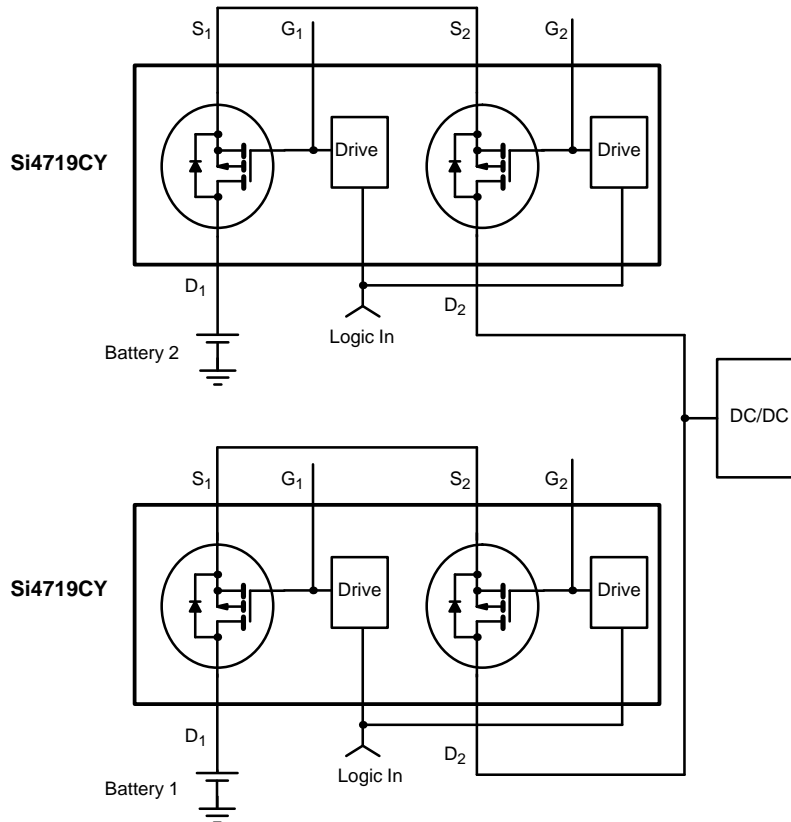 S1 G1 S2 G2
Si4719CY
Drive Drive
D1 D2
Logic In
Battery 2
DC/DC
S1 G1 S2 G2
Si4719CY
Drive Drive
D1 D2
Logic In
Battery 1